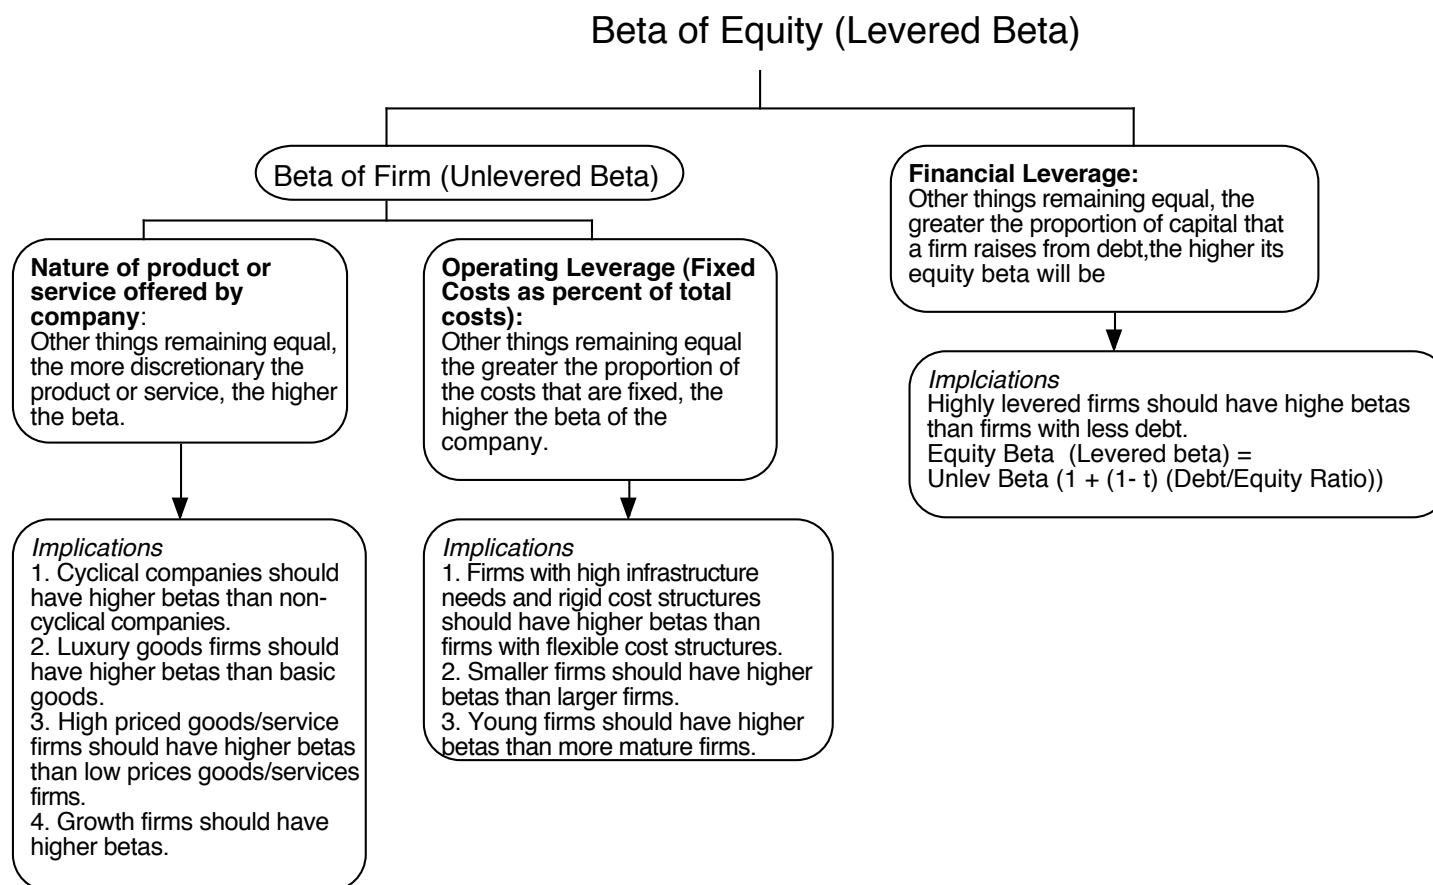 Beta of Equity (Levered Beta)
Beta of Firm (Unlevered Beta)
Nature of product or
service offered by
company:
Other things remaining equal,
the more discretionary the
product or service, the higher
the beta.
Operating Leverage (Fixed
Costs as percent of total
costs):
Other things remaining equal
the greater the proportion of
the costs that are fixed, the
higher the beta of the
company.
Financial Leverage:
Other things remaining equal, the
greater the proportion of capital that
a firm raises from debt,the higher its
equity beta will be
Implications
1. Cyclical companies should
have higher betas than non-
cyclical companies.
2. Luxury goods firms should
have higher betas than basic
goods.
3. High priced goods/service
firms should have higher betas
than low prices goods/services
firms.
4. Growth firms should have
higher betas.
Implications
1. Firms with high infrastructure
needs and rigid cost structures
should have higher betas than
firms with flexible cost structures.
2. Smaller firms should have higher
betas than larger firms.
3. Young firms should have higher
betas than more mature firms.
Implciations
Highly levered firms should have highe betas
than firms with less debt.
Equity Beta  (Levered beta) =
Unlev Beta (1 + (1- t) (Debt/Equity Ratio))